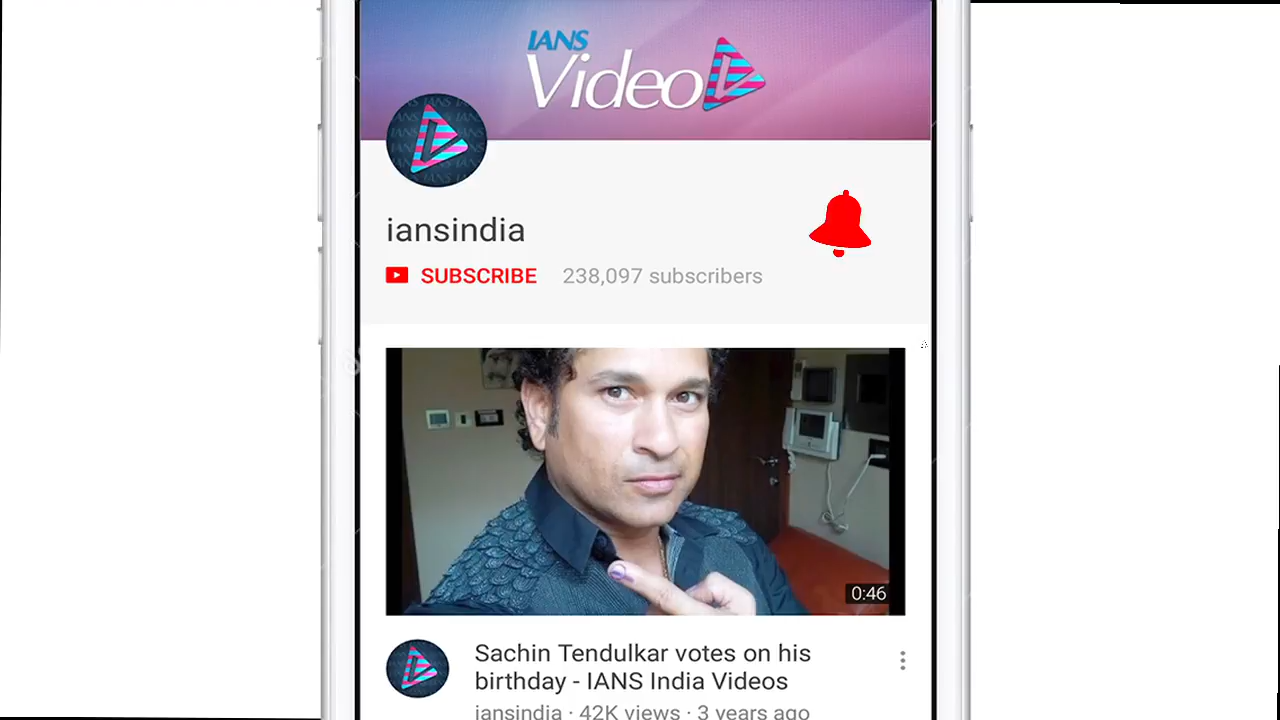 IANS
Video
iansindia
SUBSCRIBE 238,097 subscribers
0:46
Sachin Tendulkar votes on his
birthday - IANS India Videos
iansindia · 42K views · 3 years ago